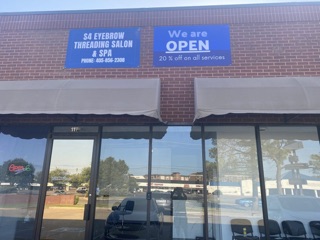 S4 EYEBROW
THREADING SALON
& SPA
We are
OPEN
20 % off on all services